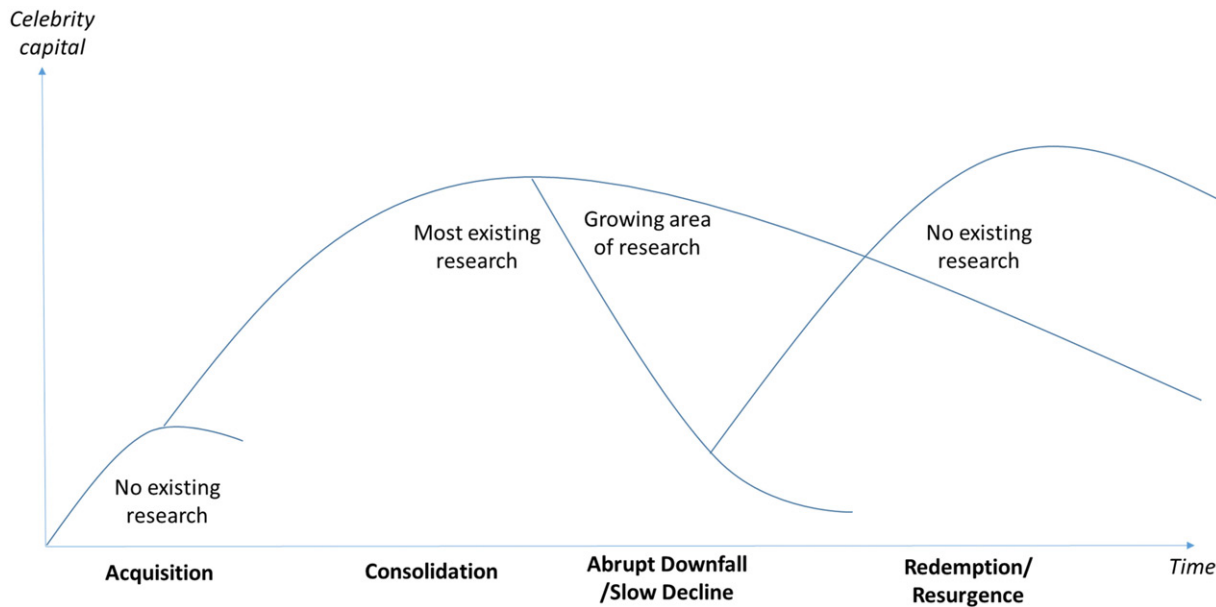 Celebrity
capital
Most existing
research
Growing area
of research
No existing
research
No existing
research
Acquisition
Consolidation
Abrupt Downfall
/Slow Decline
Redemption/
Resurgence
Time